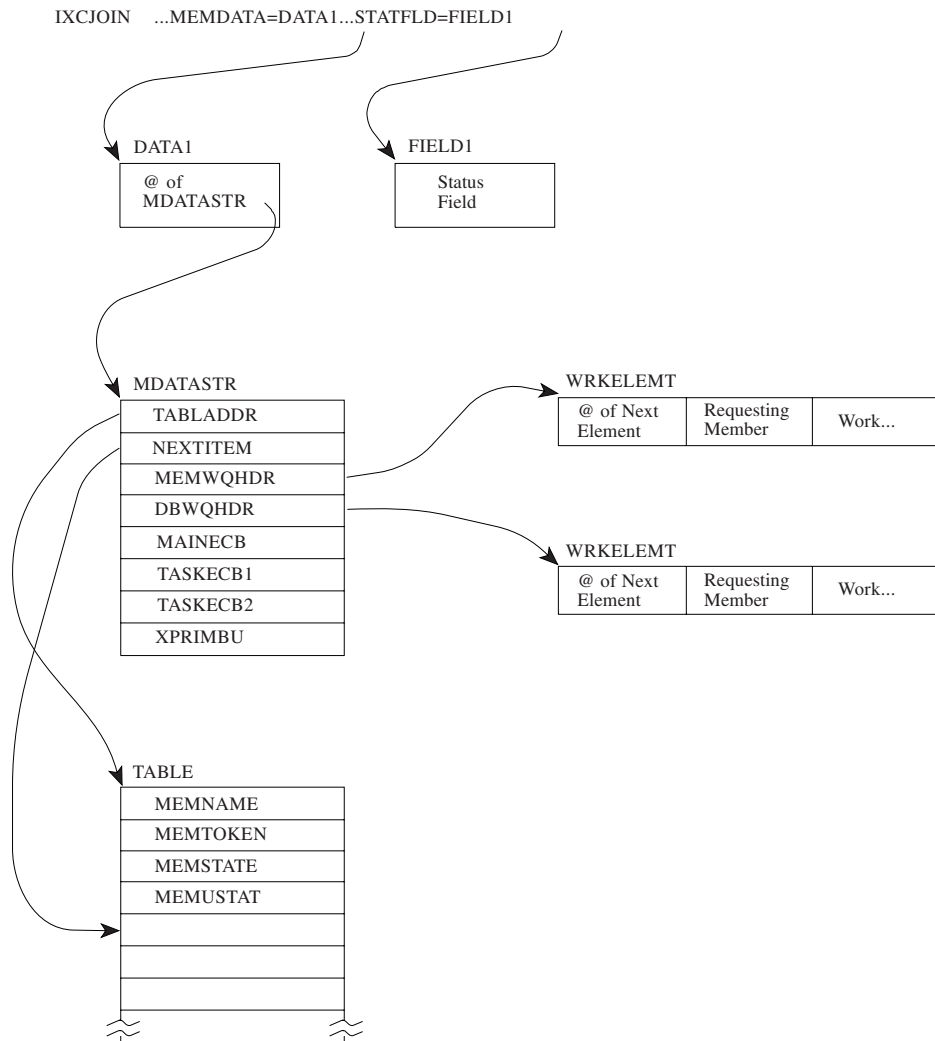 IXCJOIN ...MEMDATA=DATA1...STATFLD=FIELD1
DATA1
@ of
MDATASTR
FIELD1
Status
Field
MDATASTR
TABLADDR
NEXTITEM
MEMWQHDR
DBWQHDR
MAINECB
TASKECB1
TASKECB2
XPRIMBU
WRKELEMT
@ of Next
Element
Requesting
Member
Work...
WRKELEMT
@ of Next
Element
Requesting
Member
Work...
TABLE
MEMNAME
MEMTOKEN
MEMSTATE
MEMUSTAT